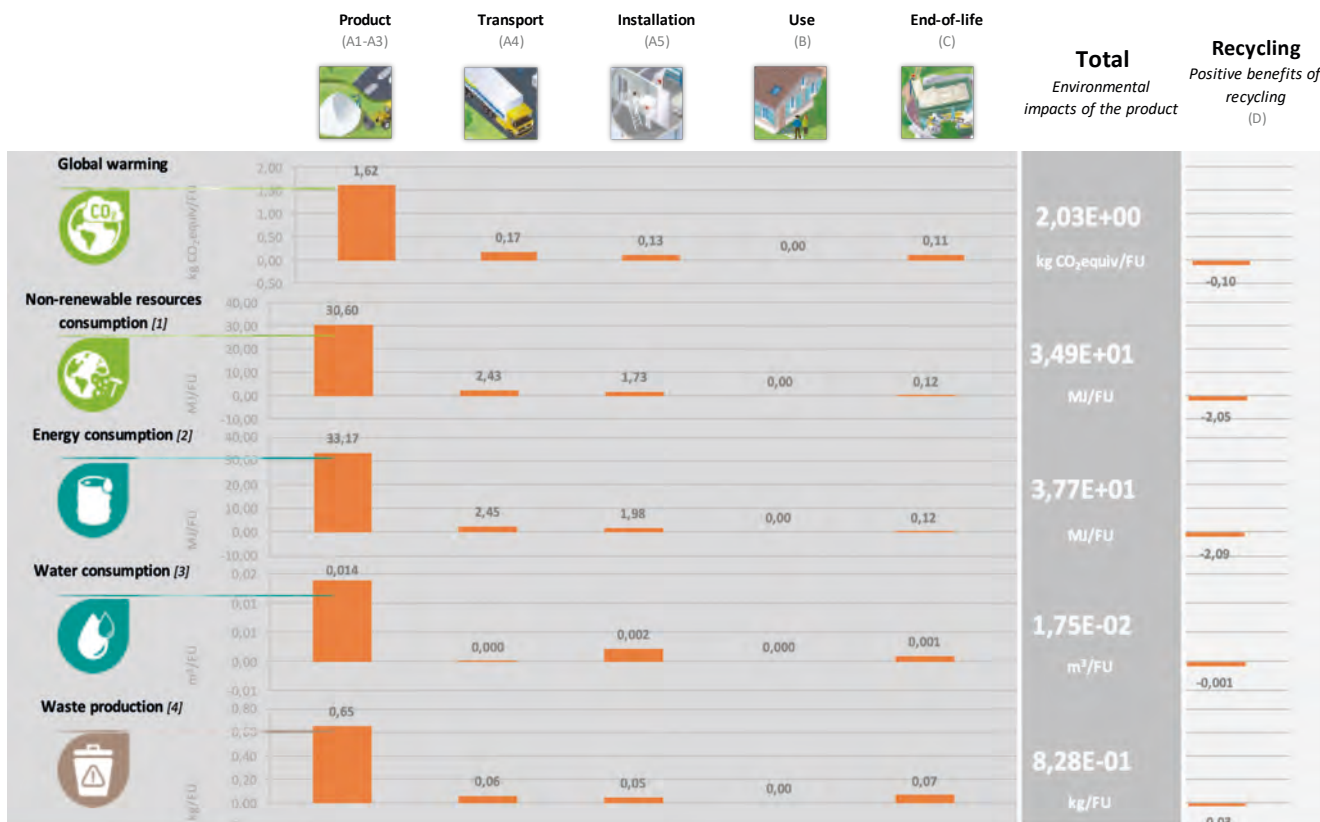 Product
(A1-A3)
Transport
(A4)
Installation
(A5)
Use
(B)
End-of-life
(C)
Total
Environmental
impacts of the product
Recycling
Positive benefits of
recycling
(D)
Global warming
CO₂
kg CO₂equiv/FU
2,00
1,50
1,00
0,50
0,00
-0,50
1,62
0,17
0,13
0,00
0,11
2,03E+00
kg CO₂equiv/FU
-0,10
Non-renewable resources
consumption [1]
MJ/FU
40,00
30,00
20,00
10,00
0,00
-10,00
30,60
2,43
1,73
0,00
0,12
3,49E+01
MJ/FU
-2,05
Energy consumption [2]
MJ/FU
40,00
30,00
20,00
10,00
0,00
-10,00
33,17
2,45
1,98
0,00
0,12
3,77E+01
MJ/FU
-2,09
Water consumption [3]
m³/FU
0,02
0,01
0,01
0,00
-0,01
0,014
0,000
0,002
0,000
0,001
1,75E-02
m³/FU
-0,001
Waste production [4]
kg/FU
0,80
0,60
0,40
0,20
0,00
0,65
0,06
0,05
0,00
0,07
8,28E-01
kg/FU